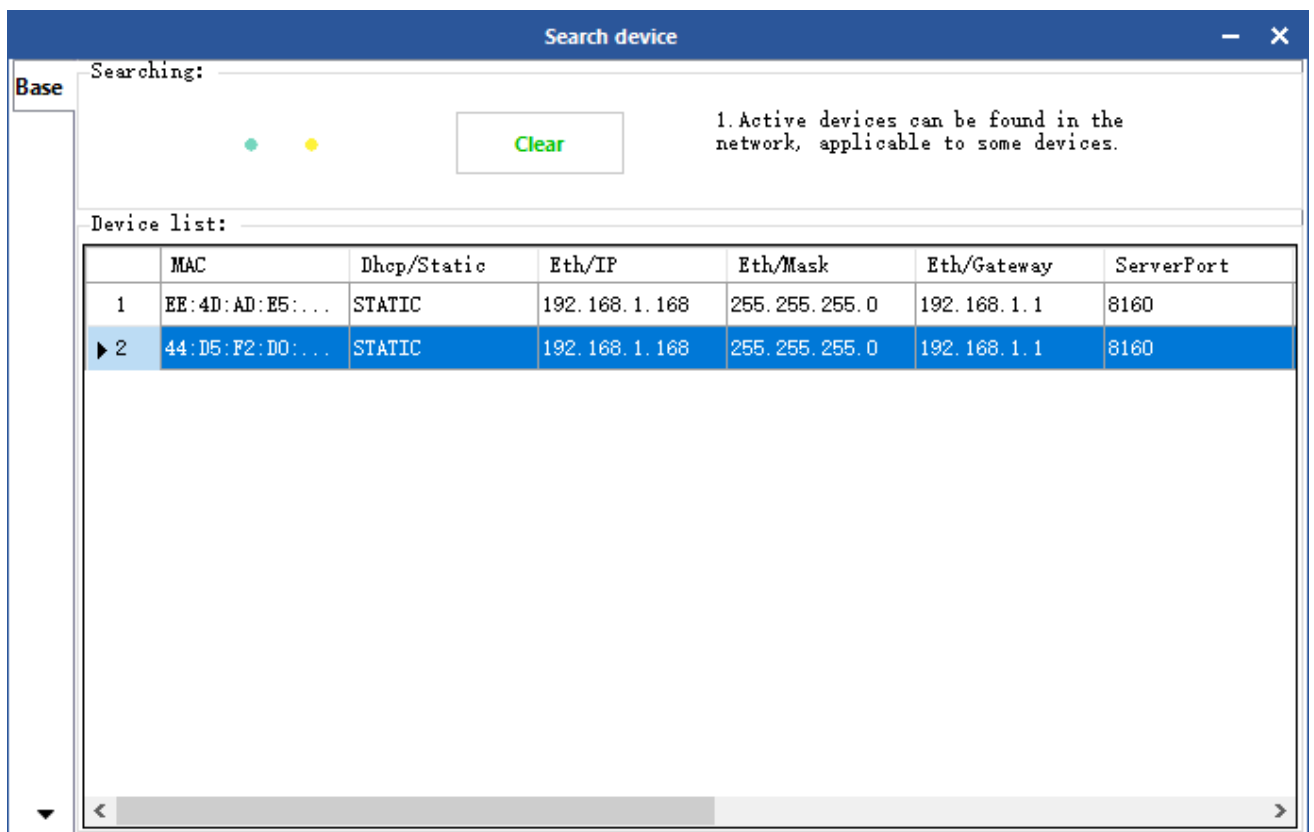 Search device
Base
Searching:
Clear
1.Active devices can be found in the
network, applicable to some devices.
Device list:
MAC Dhcp/Static Eth/IP Eth/Mask Eth/Gateway ServerPort
1 EE:4D:AD:E5:... STATIC 192.168.1.168 255.255.255.0 192.168.1.1 8160
2 44:D5:F2:D0:... STATIC 192.168.1.168 255.255.255.0 192.168.1.1 8160